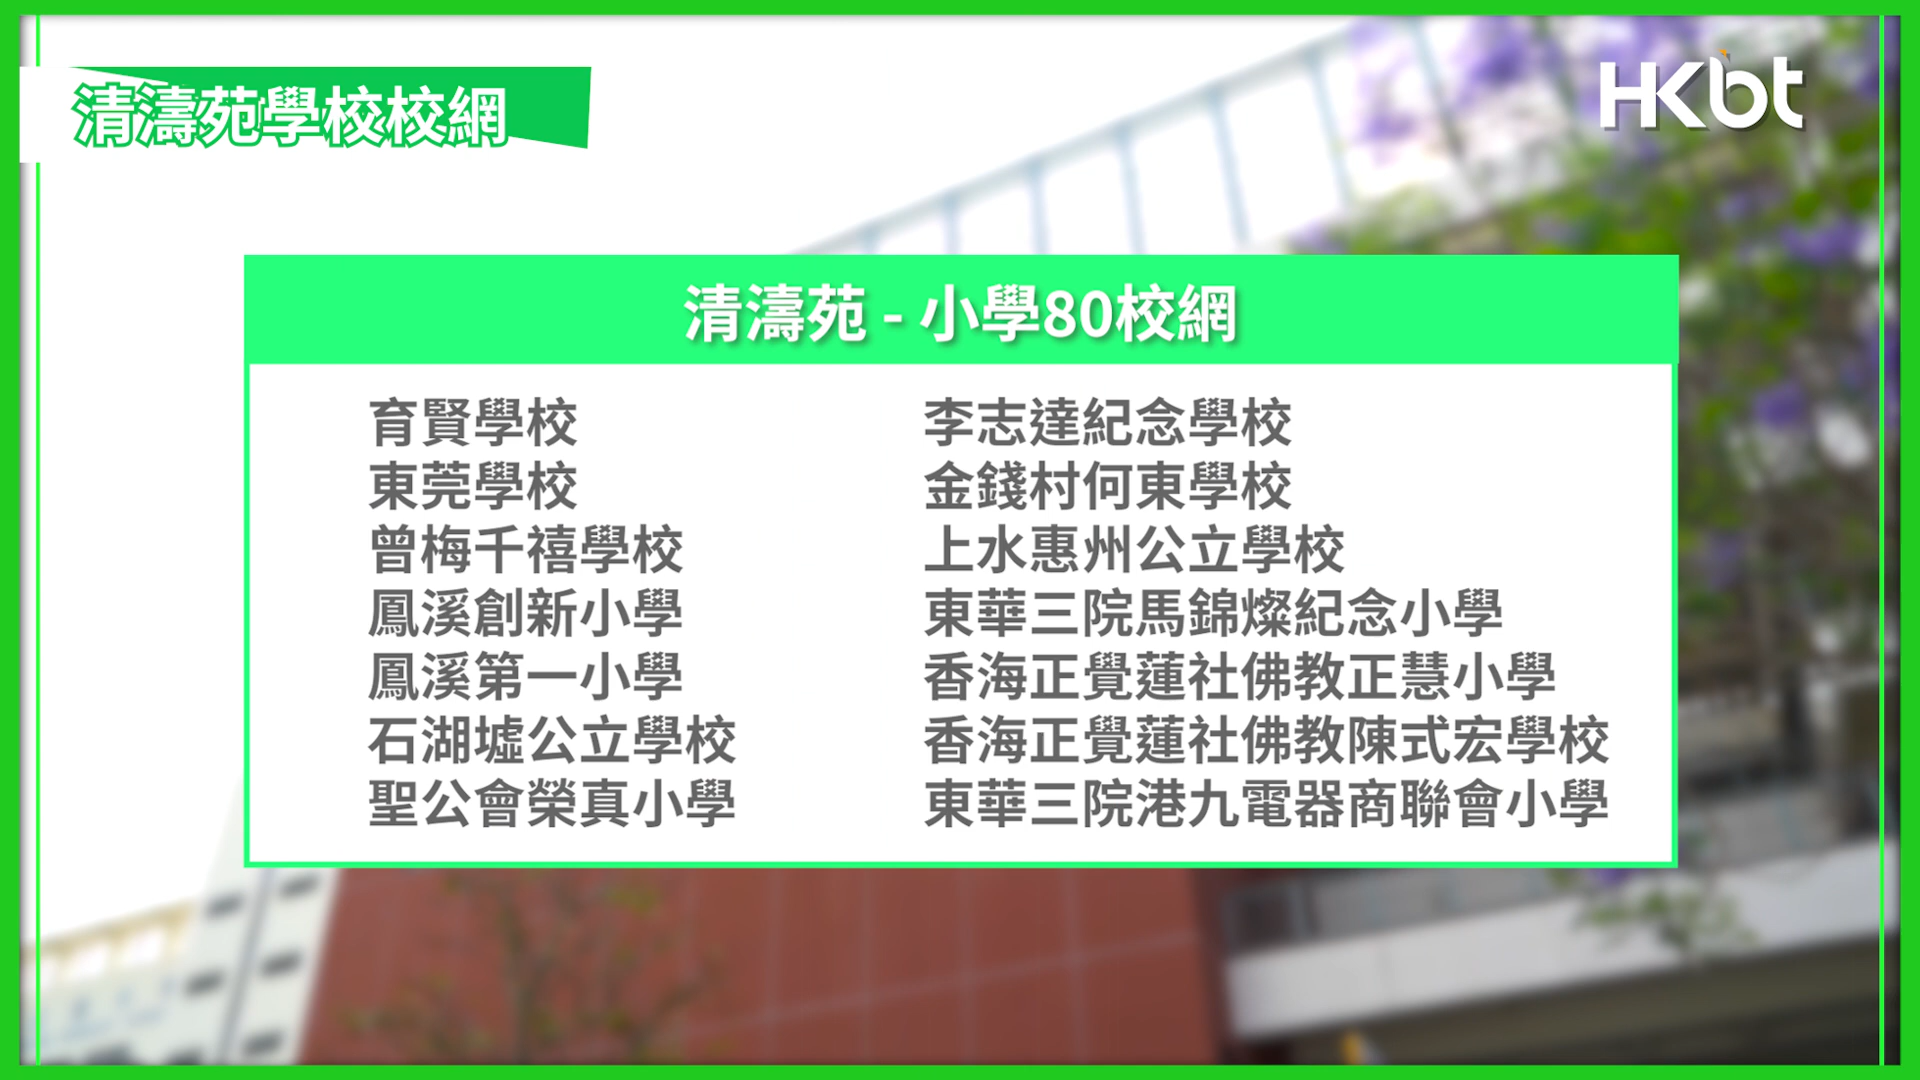 清濤苑學校校網
HKbt
清濤苑 - 小學80校網
育賢學校
東莞學校
曾梅千禧學校
鳳溪創新小學
鳳溪第一小學
石湖墟公立學校
聖公會榮真小學
李志達紀念學校
金錢村何東學校
上水惠州公立學校
東華三院馬錦燦紀念小學
香海正覺蓮社佛教正慧小學
香海正覺蓮社佛教陳式宏學校
東華三院港九電器商聯會小學